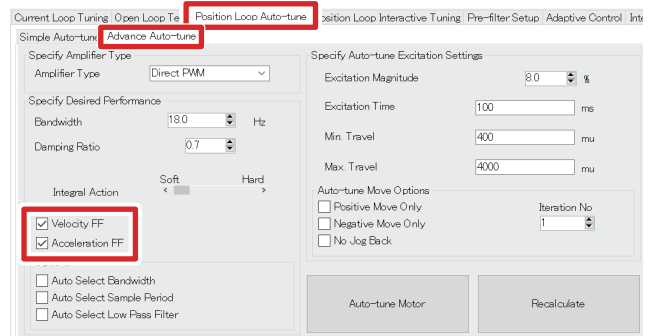 Current Loop Tuning Open Loop Te Position Loop Auto-tune osition Loop Interactive Tuning Pre-filter Setup Adaptive Control Inte
Simple Auto-tune Advance Auto-tune
Specify Amplifier Type
Amplifier Type Direct PWM
Specify Desired Performance
Bandwidth 18.0 Hz
Damping Ratio 0.7
Soft Hard
Integral Action
Velocity FF
Acceleration FF
Auto Select Bandwidth
Auto Select Sample Period
Auto Select Low Pass Filter
Specify Auto-tune Excitation Settings
Excitation Magnitude 8.0 %
Excitation Time 100 ms
Min. Travel 400 mu
Max. Travel 4000 mu
Auto-tune Move Options
Positive Move Only Iteration No
Negative Move Only 1
No Jog Back
Auto-tune Motor Recalculate